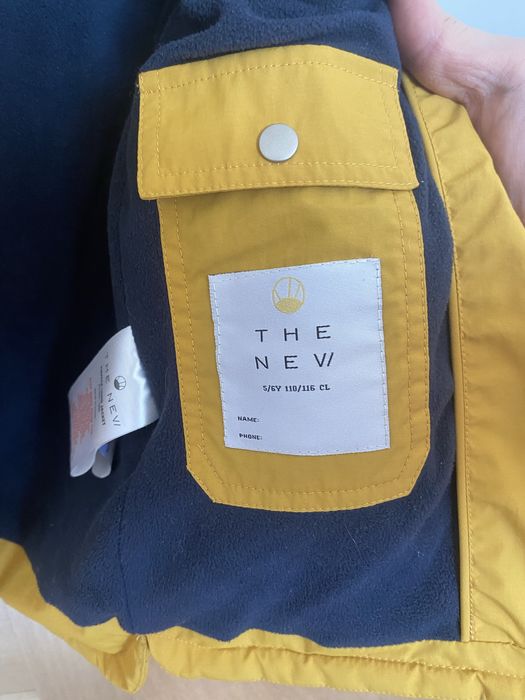 THE
NEW
5/6Y 110/116 CL
NAME:
PHONE:
THE NEW